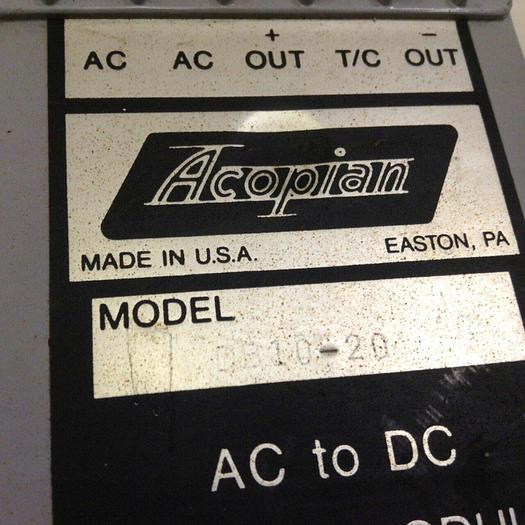 + −
AC AC OUT T/C OUT
Acopian
MADE IN U.S.A. EASTON, PA
MODEL
AC to DC